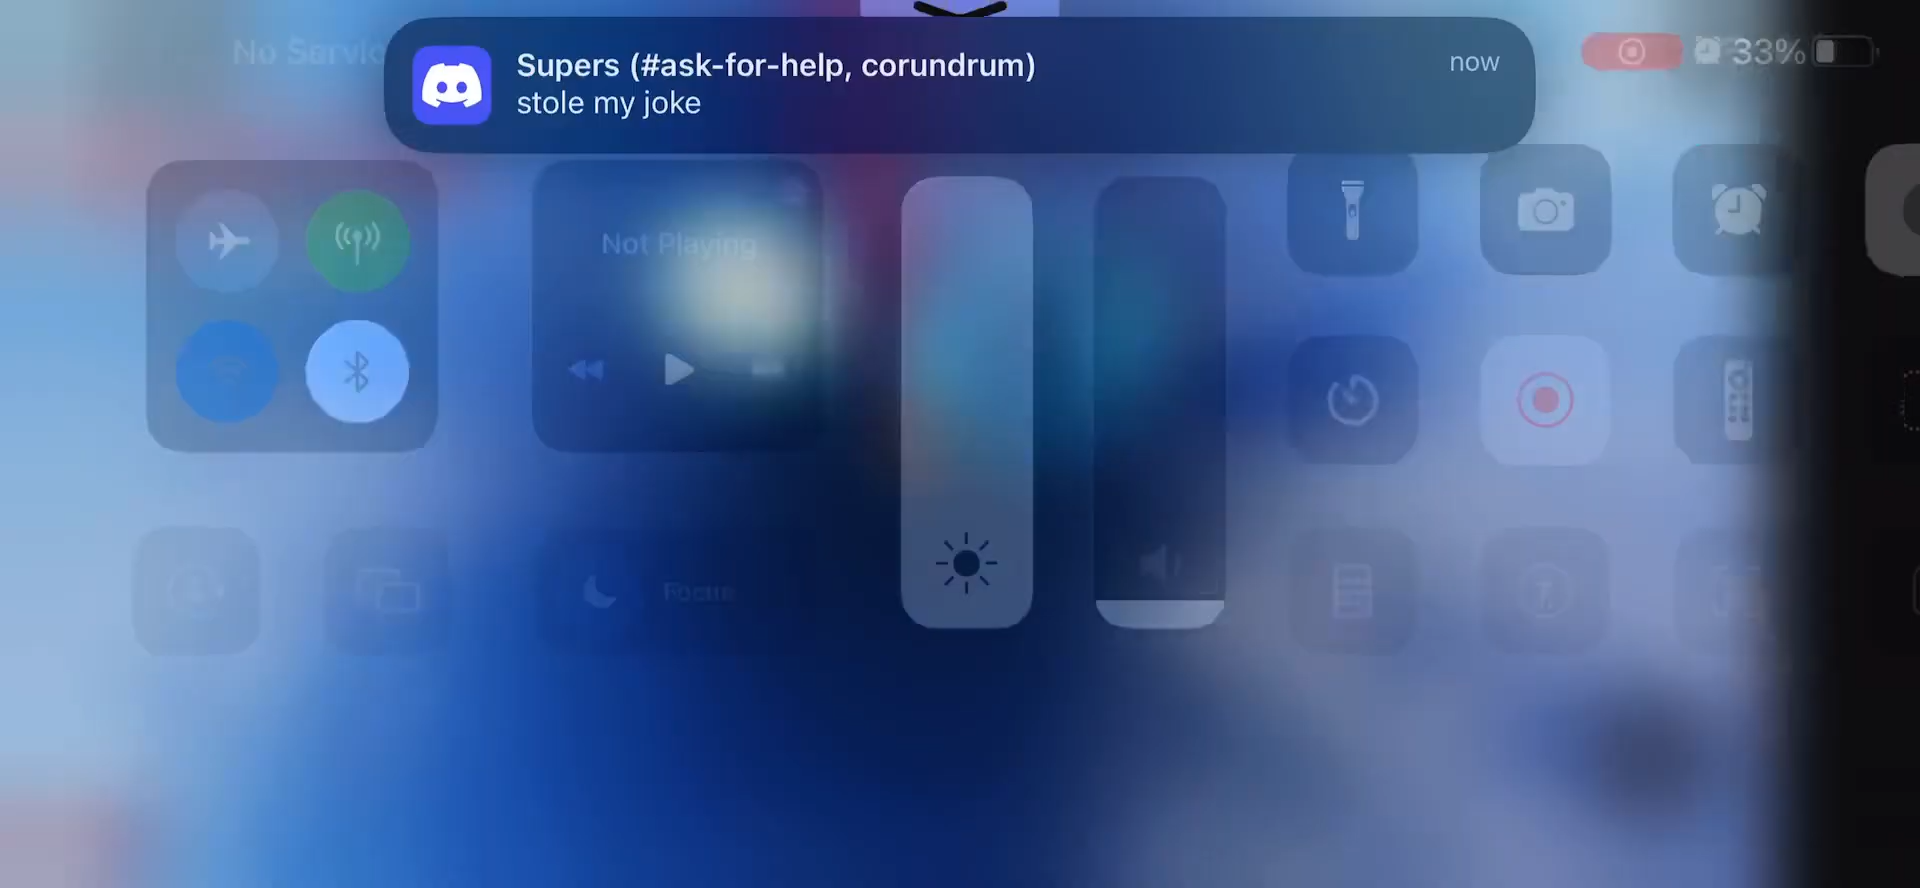 No Servic
Supers (#ask-for-help, corundrum)
now
stole my joke
33%
Not Playing
Focus